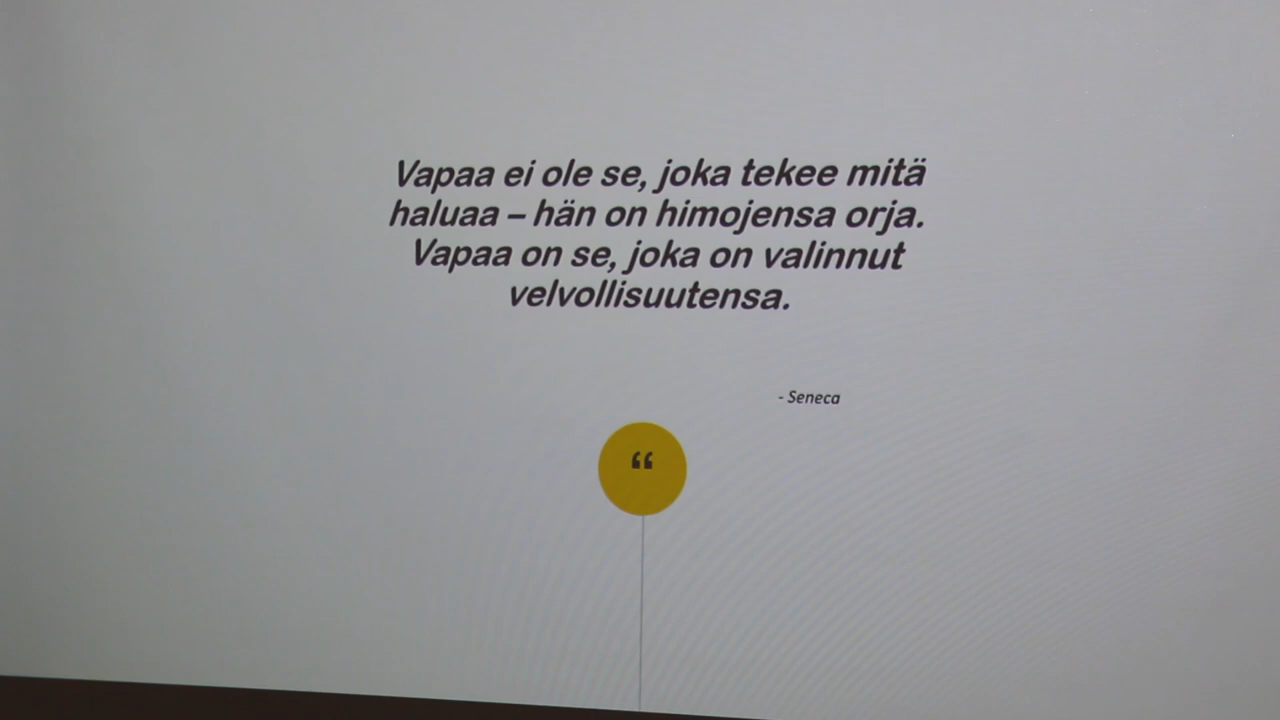 Vapaa ei ole se, joka tekee mitä
haluaa – hän on himojensa orja.
Vapaa on se, joka on valinnut
velvollisuutensa.
- Seneca
“